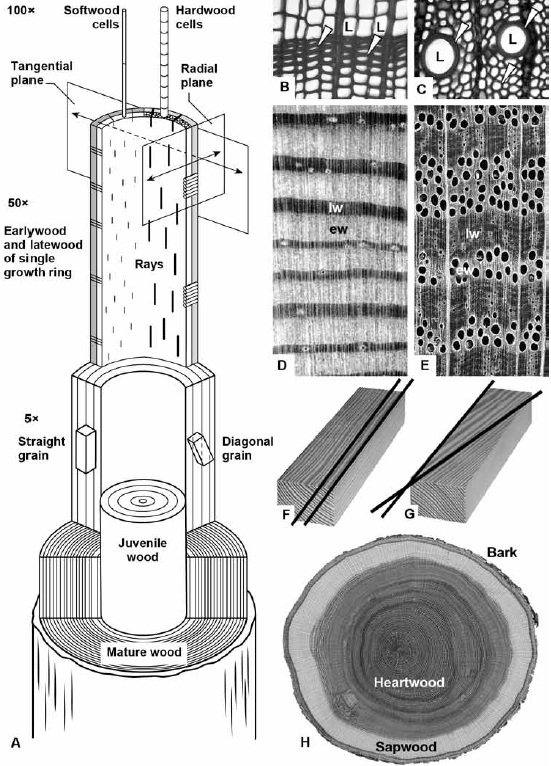 100×
Softwood
cells
Hardwood
cells
Tangential
plane
Radial
plane
50×
Earlywood
and latewood
of single
growth ring
Rays
5×
Straight
grain
Diagonal
grain
Juvenile
wood
Mature wood
A
L
L
B
L
L
C
lw
ew
D
lw
ew
E
F
G
Bark
Heartwood
Sapwood
H